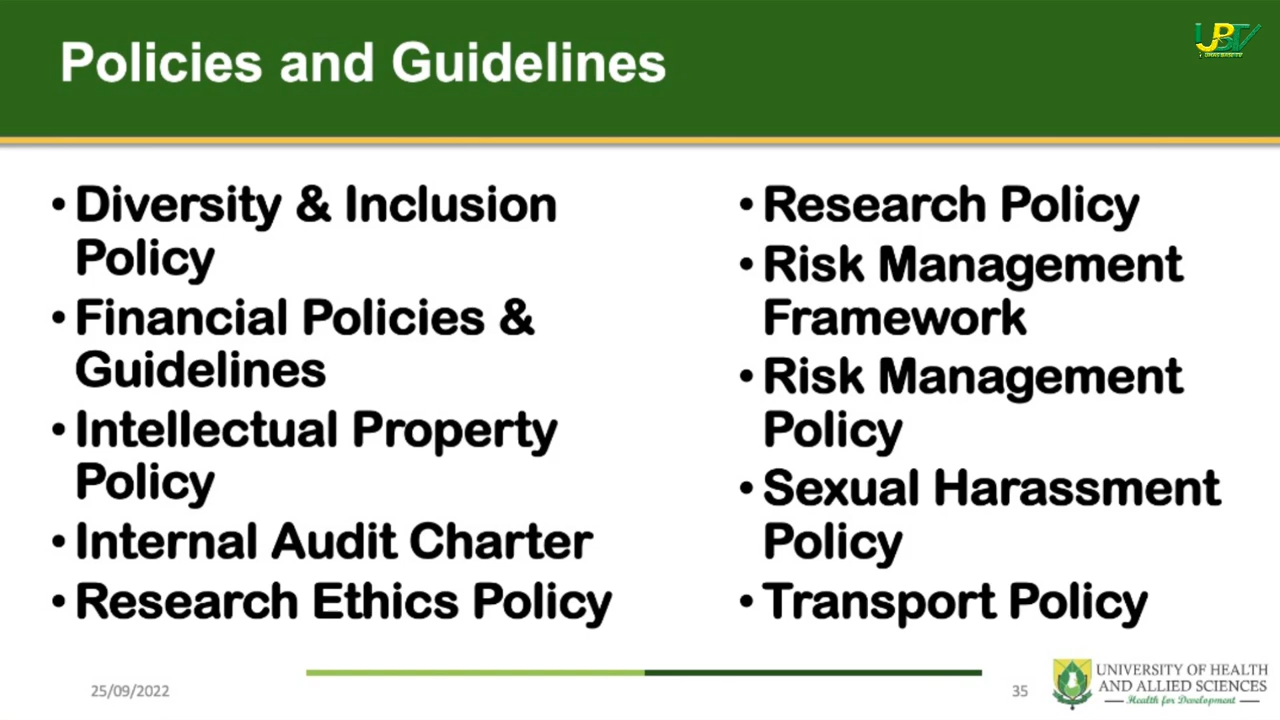 Policies and Guidelines
• Diversity & Inclusion
Policy
• Financial Policies &
Guidelines
• Intellectual Property
Policy
• Internal Audit Charter
• Research Ethics Policy
• Research Policy
• Risk Management
Framework
• Risk Management
Policy
• Sexual Harassment
Policy
• Transport Policy
25/09/2022
35
UNIVERSITY OF HEALTH
AND ALLIED SCIENCES
Health for Development